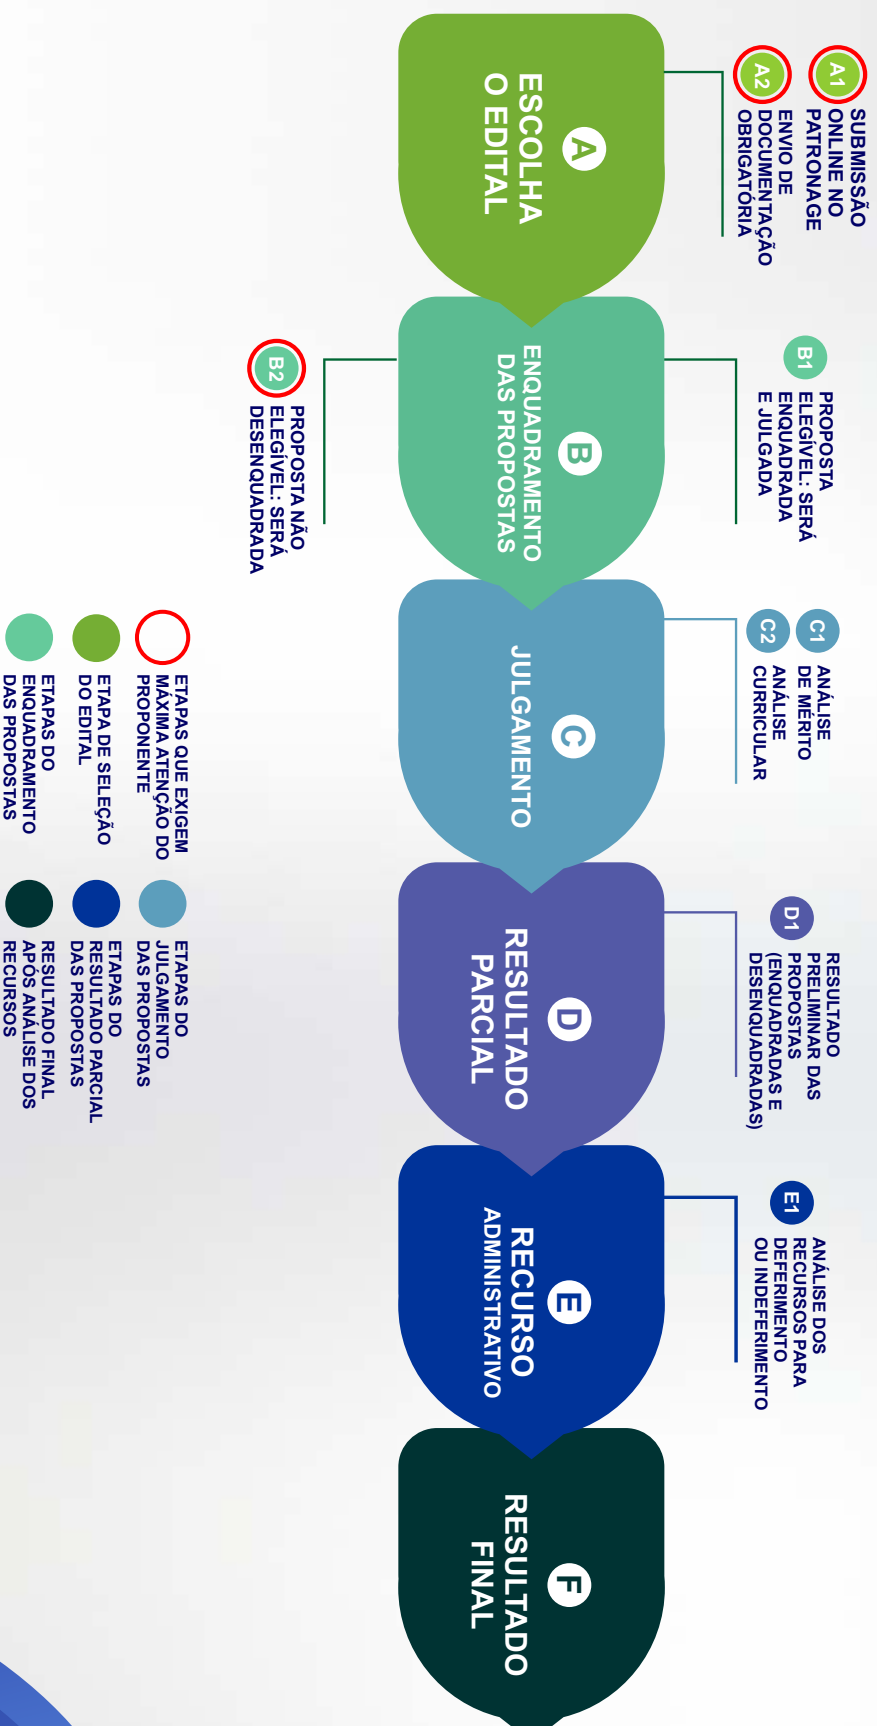 A1
SUBMISSÃO
ONLINE NO
PATRONAGE
A2
ENVIO DE
DOCUMENTAÇÃO
OBRIGATÓRIA
A
ESCOLHA
O EDITAL
B1
PROPOSTA
ELEGÍVEL: SERÁ
ENQUADRADA
E JULGADA
B
ENQUADRAMENTO
DAS PROPOSTAS
B2
PROPOSTA NÃO
ELEGÍVEL: SERÁ
DESENQUADRADA
C1
ANÁLISE
DE MÉRITO
C2
ANÁLISE
CURRICULAR
C
JULGAMENTO
D1
RESULTADO
PRELIMINAR DAS
PROPOSTAS
(ENQUADRADAS E
DESENQUADRADAS)
D
RESULTADO
PARCIAL
E1
ANÁLISE DOS
RECURSOS PARA
DEFERIMENTO
OU INDEFERIMENTO
E
RECURSO
ADMINISTRATIVO
F
RESULTADO
FINAL
ETAPAS QUE EXIGEM
MÁXIMA ATENÇÃO DO
PROPONENTE
ETAPA DE SELEÇÃO
DO EDITAL
ETAPAS DO
ENQUADRAMENTO
DAS PROPOSTAS
ETAPAS DO
JULGAMENTO
DAS PROPOSTAS
ETAPAS DO
RESULTADO PARCIAL
DAS PROPOSTAS
RESULTADO FINAL
APÓS ANÁLISE DOS
RECURSOS